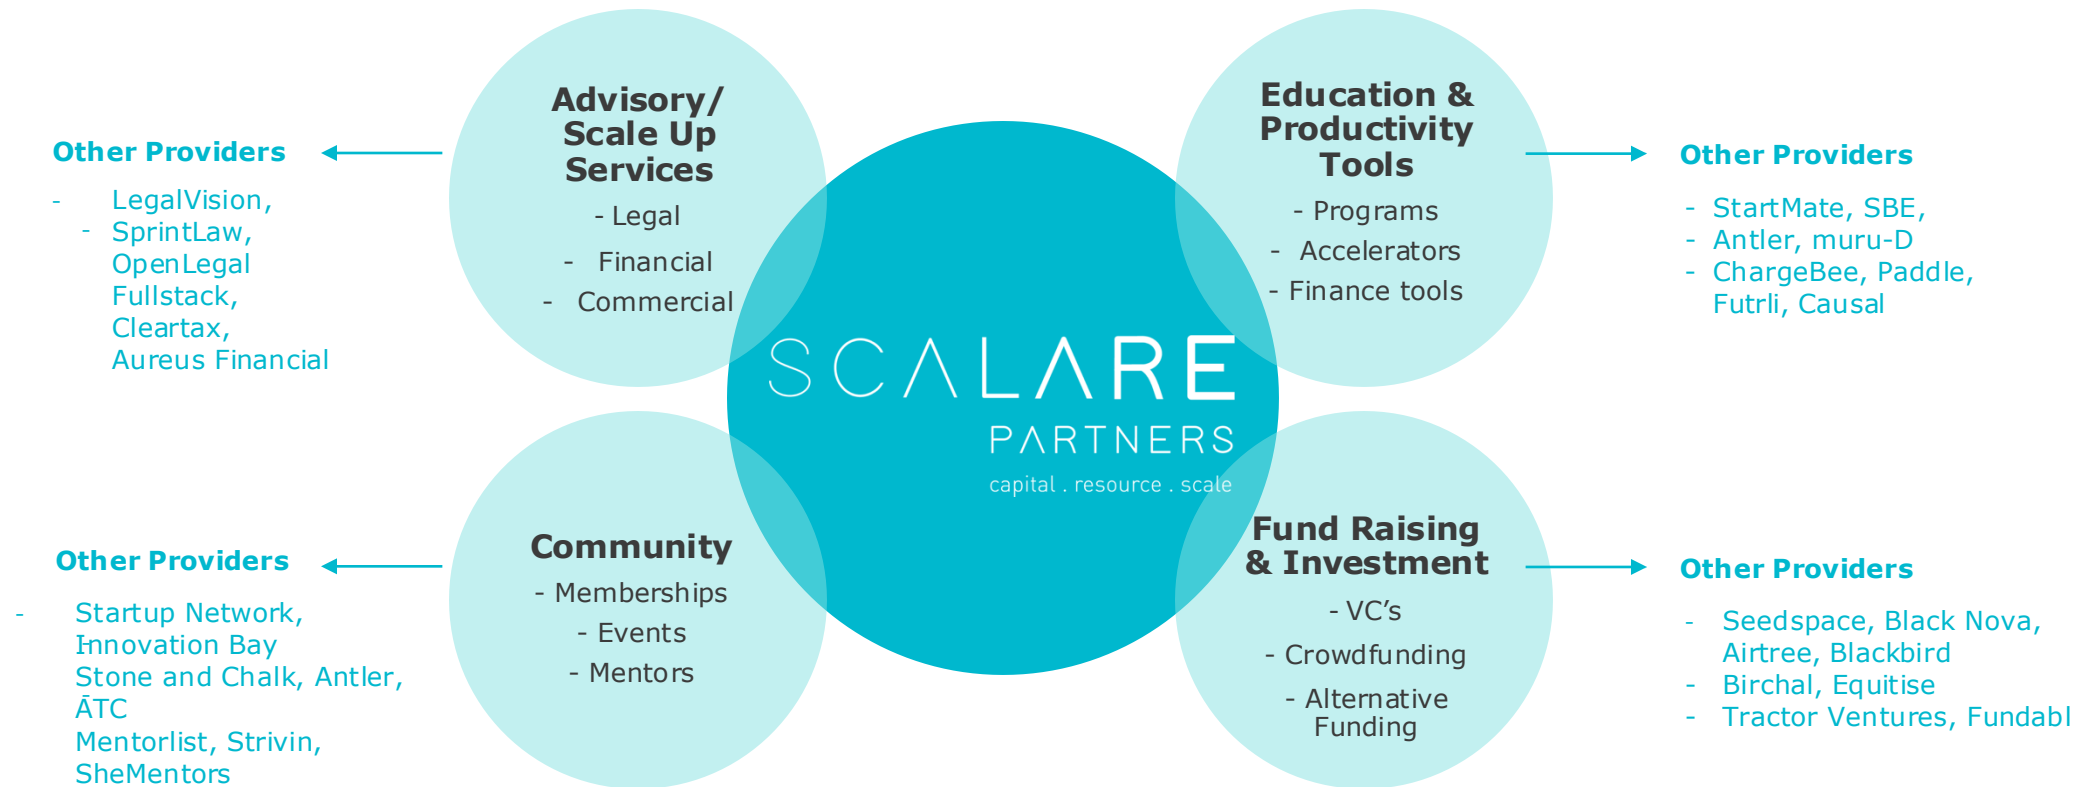 Advisory/
Scale Up
Services
- Legal
- Financial
- Commercial
Other Providers
- LegalVision,
- SprintLaw,
OpenLegal
Fullstack,
Cleartax,
Aureus Financial
Education &
Productivity
Tools
- Programs
- Accelerators
- Finance tools
Other Providers
- StartMate, SBE,
- Antler, muru-D
- ChargeBee, Paddle,
Futrli, Causal
SCALARE
PARTNERS
capital . resource . scale
Community
- Memberships
- Events
- Mentors
Other Providers
- Startup Network,
- Innovation Bay
Stone and Chalk, Antler,
- ATC
Mentorlist, Strivin,
SheMentors
Fund Raising
& Investment
- VC’s
- Crowdfunding
- Alternative
Funding
Other Providers
- Seedspace, Black Nova,
Airtree, Blackbird
- Birchal, Equitise
- Tractor Ventures, Fundabl